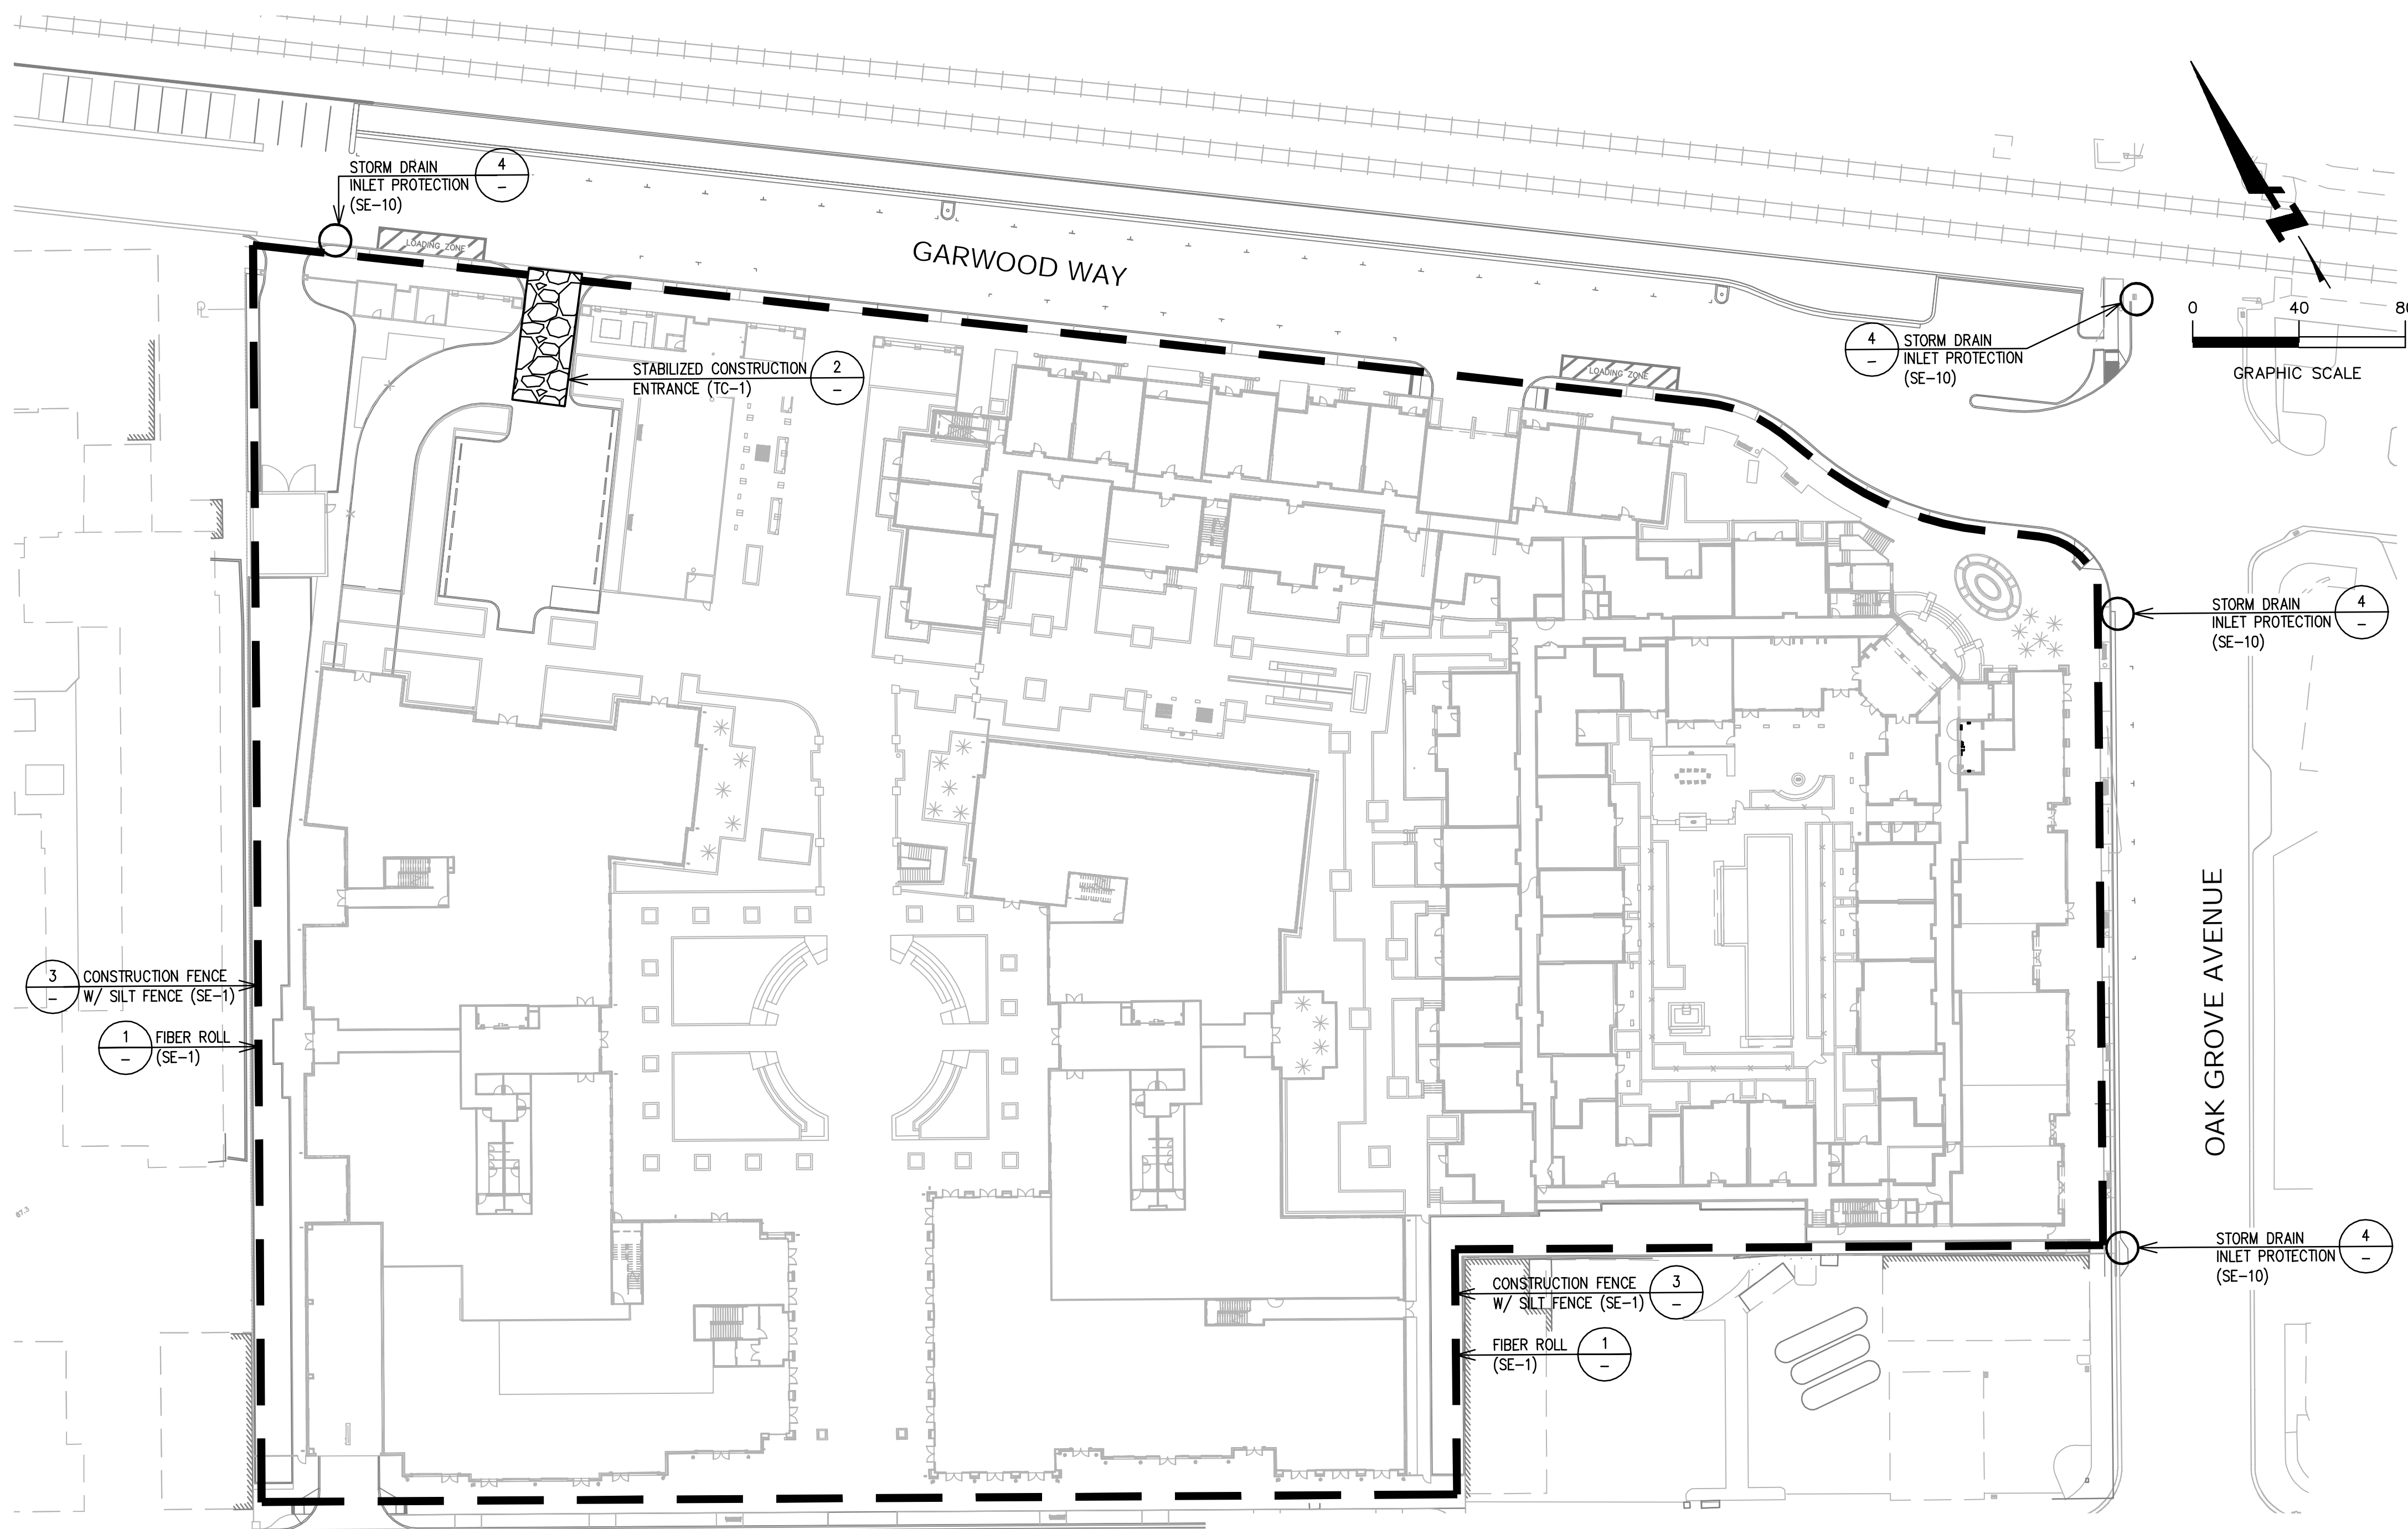 STORM DRAIN
INLET PROTECTION
(SE-10)
4
-
LOADING ZONE
GARWOOD WAY
STABILIZED CONSTRUCTION
ENTRANCE (TC-1)
2
-
4
-
STORM DRAIN
INLET PROTECTION
(SE-10)
LOADING ZONE
0 40 80
GRAPHIC SCALE
STORM DRAIN
INLET PROTECTION
(SE-10)
4
-
OAK GROVE AVENUE
3
-
CONSTRUCTION FENCE
W/ SILT FENCE (SE-1)
1
-
FIBER ROLL
(SE-1)
87.3
STORM DRAIN
INLET PROTECTION
(SE-10)
4
-
CONSTRUCTION FENCE
W/ SILT FENCE (SE-1)
3
-
FIBER ROLL
(SE-1)
1
-